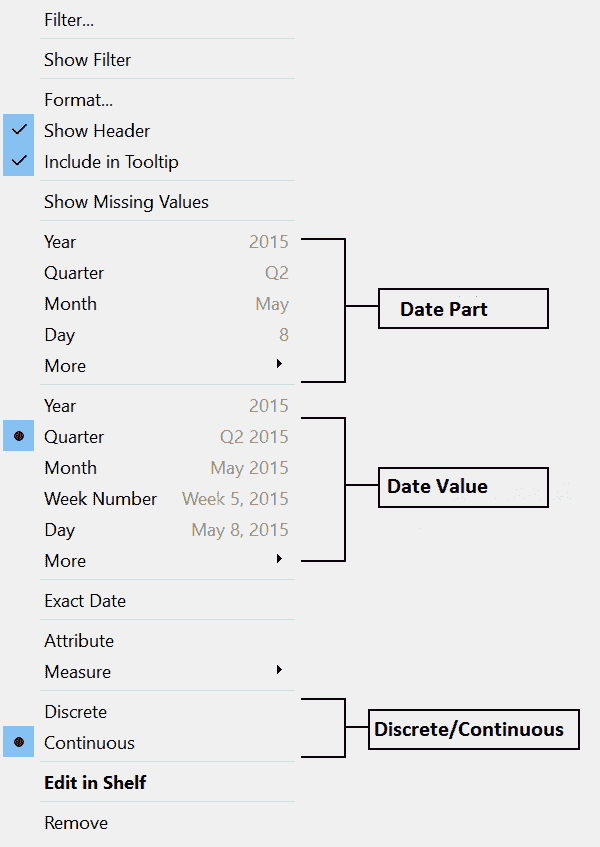 Filter...
Show Filter
Format...
Show Header
Include in Tooltip
Show Missing Values
Year 2015
Quarter Q2
Month May
Day 8
More
Date Part
Year 2015
Quarter Q2 2015
Month May 2015
Week Number Week 5, 2015
Day May 8, 2015
More
Date Value
Exact Date
Attribute
Measure
Discrete
Continuous
Discrete/Continuous
Edit in Shelf
Remove